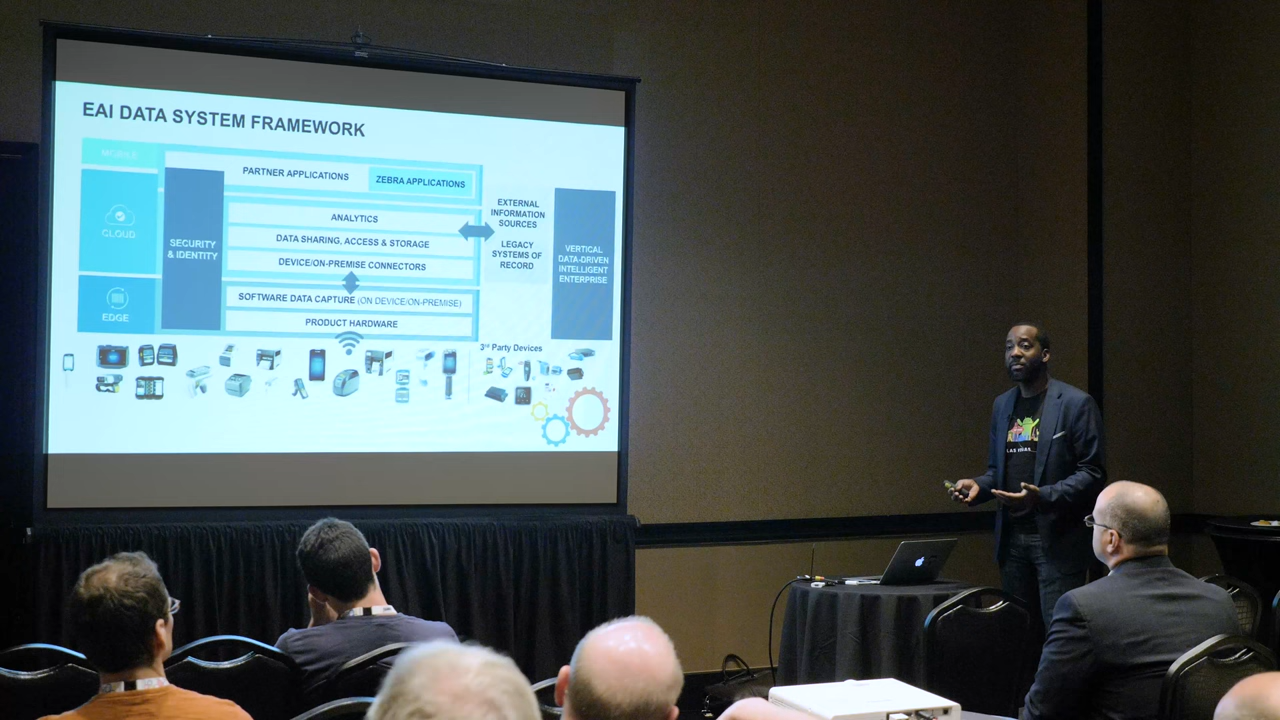 EAI DATA SYSTEM FRAMEWORK
MOBILE
PARTNER APPLICATIONS
ZEBRA APPLICATIONS
CLOUD
SECURITY
& IDENTITY
ANALYTICS
DATA SHARING, ACCESS & STORAGE
DEVICE/ON-PREMISE CONNECTORS
EXTERNAL
INFORMATION
SOURCES
LEGACY
SYSTEMS OF
RECORD
VERTICAL
DATA-DRIVEN
INTELLIGENT
ENTERPRISE
EDGE
SOFTWARE DATA CAPTURE (ON DEVICE/ON-PREMISE)
PRODUCT HARDWARE
3rd Party Devices
LAS VEGAS